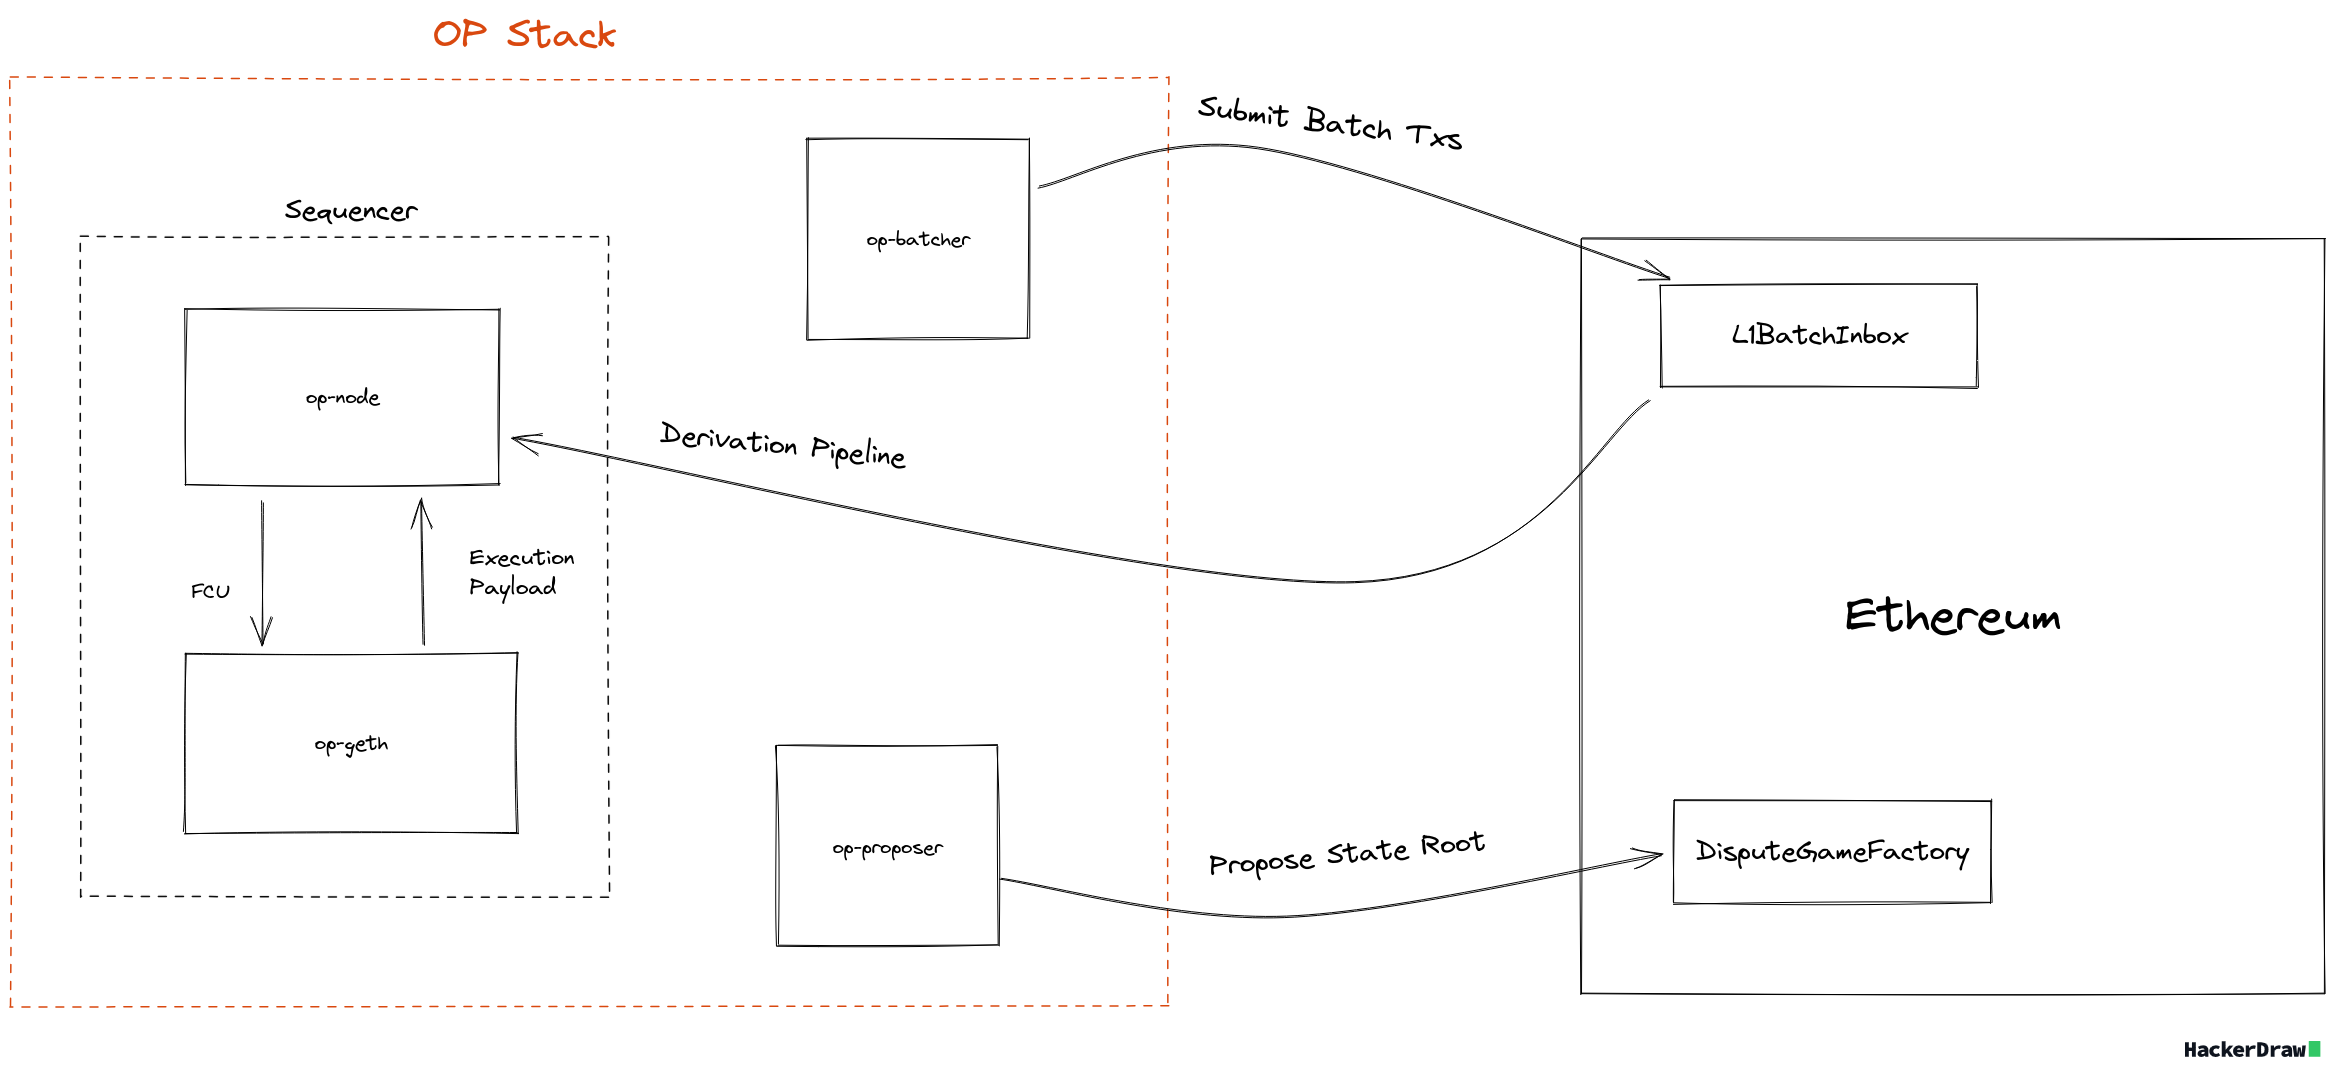 OP Stack
Submit Batch Txs
Sequencer
op-batcher
L1BatchInbox
op-node
Derivation Pipeline
Execution
Payload
FCU
Ethereum
op-geth
op-proposer
Propose State Root
DisputeGameFactory
HackerDraw